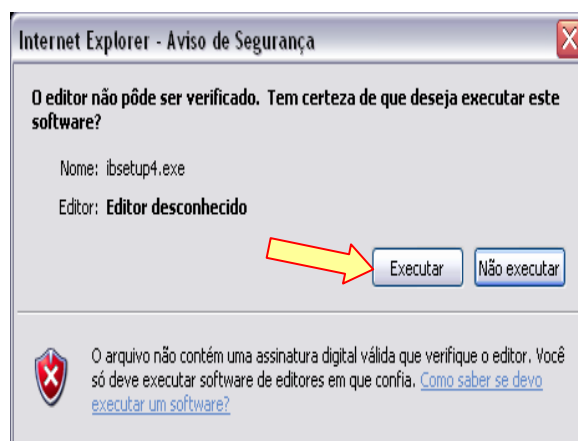 Internet Explorer - Aviso de Segurança
O editor não pôde ser verificado. Tem certeza de que deseja executar este
software?
Nome: ibsetup4.exe
Editor: Editor desconhecido
Executar
Não executar
O arquivo não contém uma assinatura digital válida que verifique o editor. Você
só deve executar software de editores em que confia. Como saber se devo
executar um software?